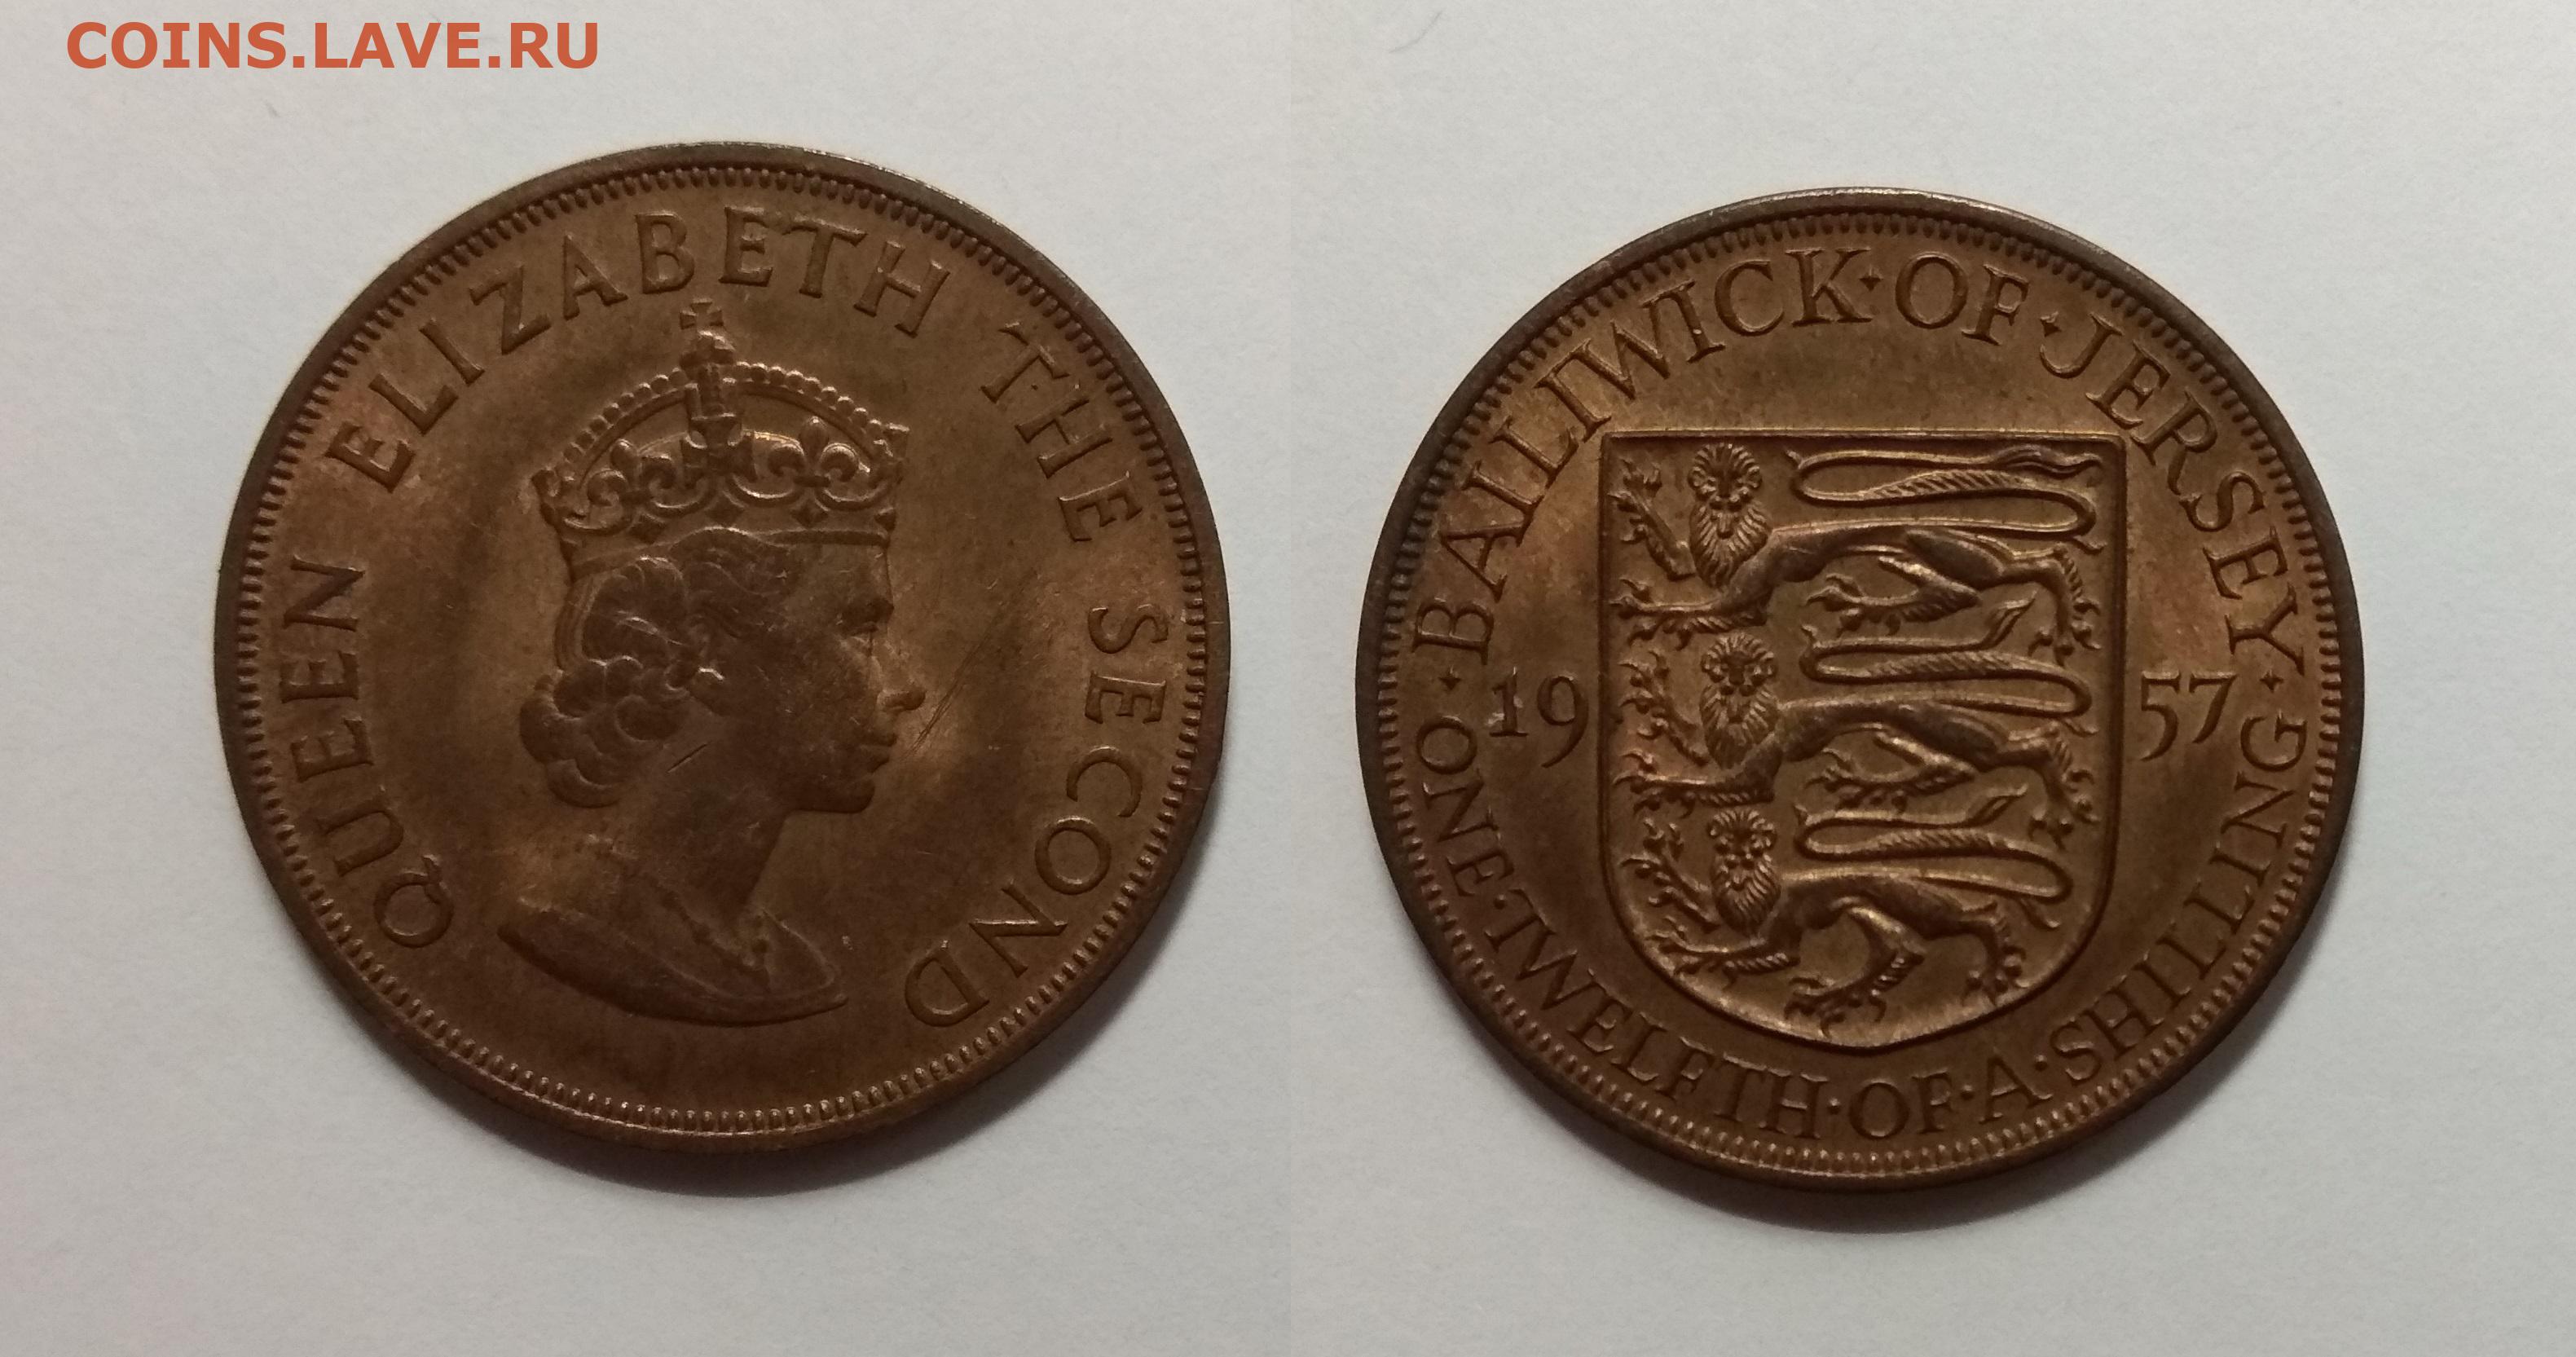 COINS.LAVE.RU
QUEEN ELIZABETH THE SECOND
·BAILIWICK·OF·JERSEY·
19 57
ONE·TWELFTH·OF·A·SHILLING